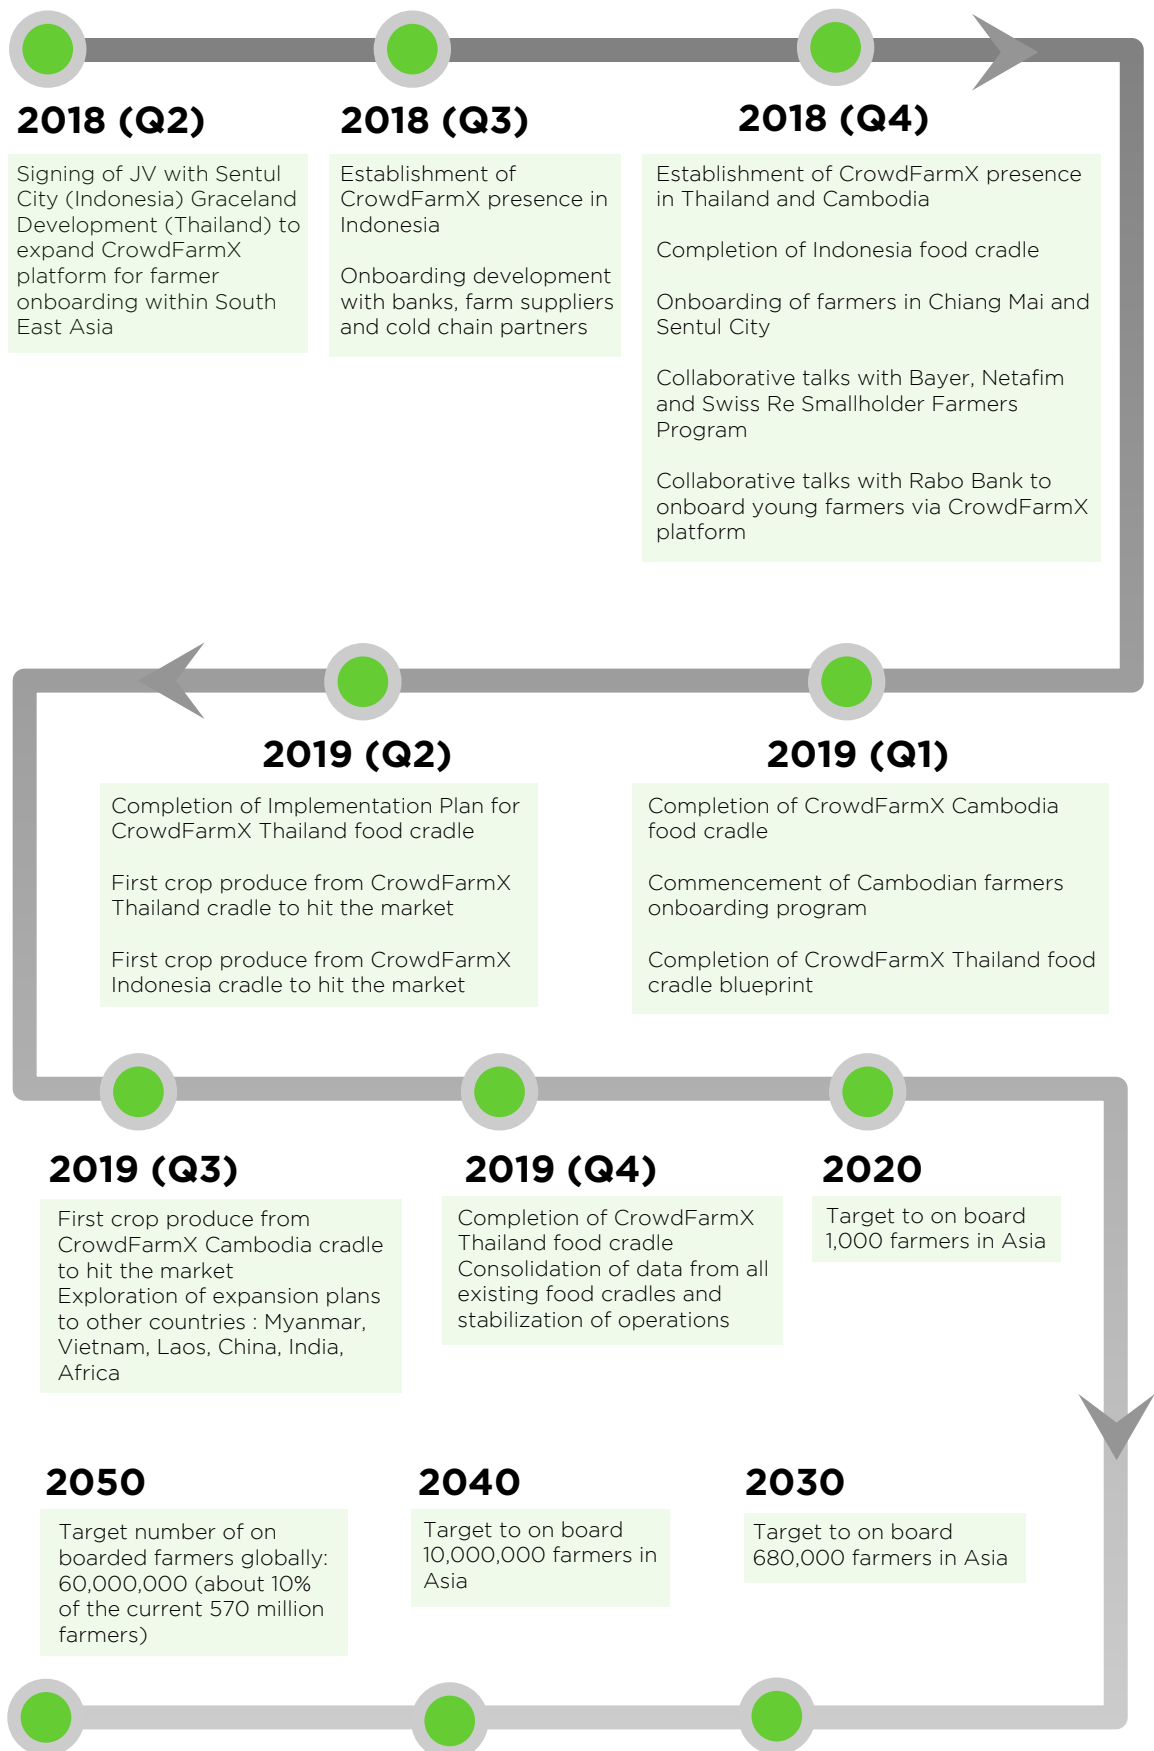 2018 (Q2)
Signing of JV with Sentul
City (Indonesia) Graceland
Development (Thailand) to
expand CrowdFarmX
platform for farmer
onboarding within South
East Asia
2018 (Q3)
Establishment of
CrowdFarmX presence in
Indonesia
Onboarding development
with banks, farm suppliers
and cold chain partners
2018 (Q4)
Establishment of CrowdFarmX presence
in Thailand and Cambodia
Completion of Indonesia food cradle
Onboarding of farmers in Chiang Mai and
Sentul City
Collaborative talks with Bayer, Netafim
and Swiss Re Smallholder Farmers
Program
Collaborative talks with Rabo Bank to
onboard young farmers via CrowdFarmX
platform
2019 (Q1)
Completion of CrowdFarmX Cambodia
food cradle
Commencement of Cambodian farmers
onboarding program
Completion of CrowdFarmX Thailand food
cradle blueprint
2019 (Q2)
Completion of Implementation Plan for
CrowdFarmX Thailand food cradle
First crop produce from CrowdFarmX
Thailand cradle to hit the market
First crop produce from CrowdFarmX
Indonesia cradle to hit the market
2019 (Q3)
First crop produce from
CrowdFarmX Cambodia cradle
to hit the market
Exploration of expansion plans
to other countries : Myanmar,
Vietnam, Laos, China, India,
Africa
2019 (Q4)
Completion of CrowdFarmX
Thailand food cradle
Consolidation of data from all
existing food cradles and
stabilization of operations
2020
Target to on board
1,000 farmers in Asia
2030
Target to on board
680,000 farmers in Asia
2040
Target to on board
10,000,000 farmers in
Asia
2050
Target number of on
boarded farmers globally:
60,000,000 (about 10%
of the current 570 million
farmers)